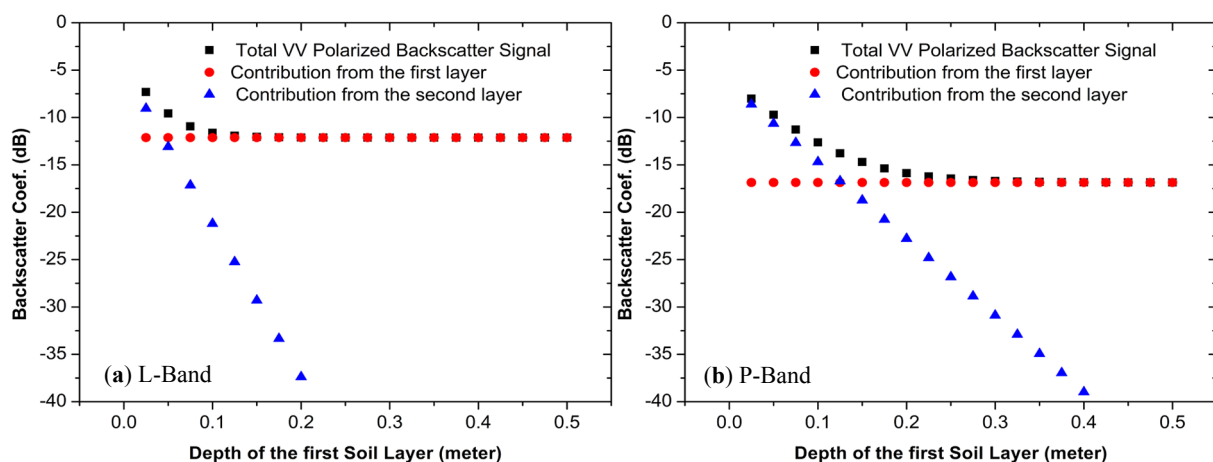 Total VV Polarized Backscatter Signal
Contribution from the first layer
Contribution from the second layer
0
-5
-10
-15
-20
-25
-30
-35
-40
Backscatter Coef. (dB)
(a) L-Band
0.0 0.1 0.2 0.3 0.4 0.5
Depth of the first Soil Layer (meter)
Total VV Polarized Backscatter Signal
Contribution from the first layer
Contribution from the second layer
0
-5
-10
-15
-20
-25
-30
-35
-40
Backscatter Coef. (dB)
(b) P-Band
0.0 0.1 0.2 0.3 0.4 0.5
Depth of the first Soil Layer (meter)